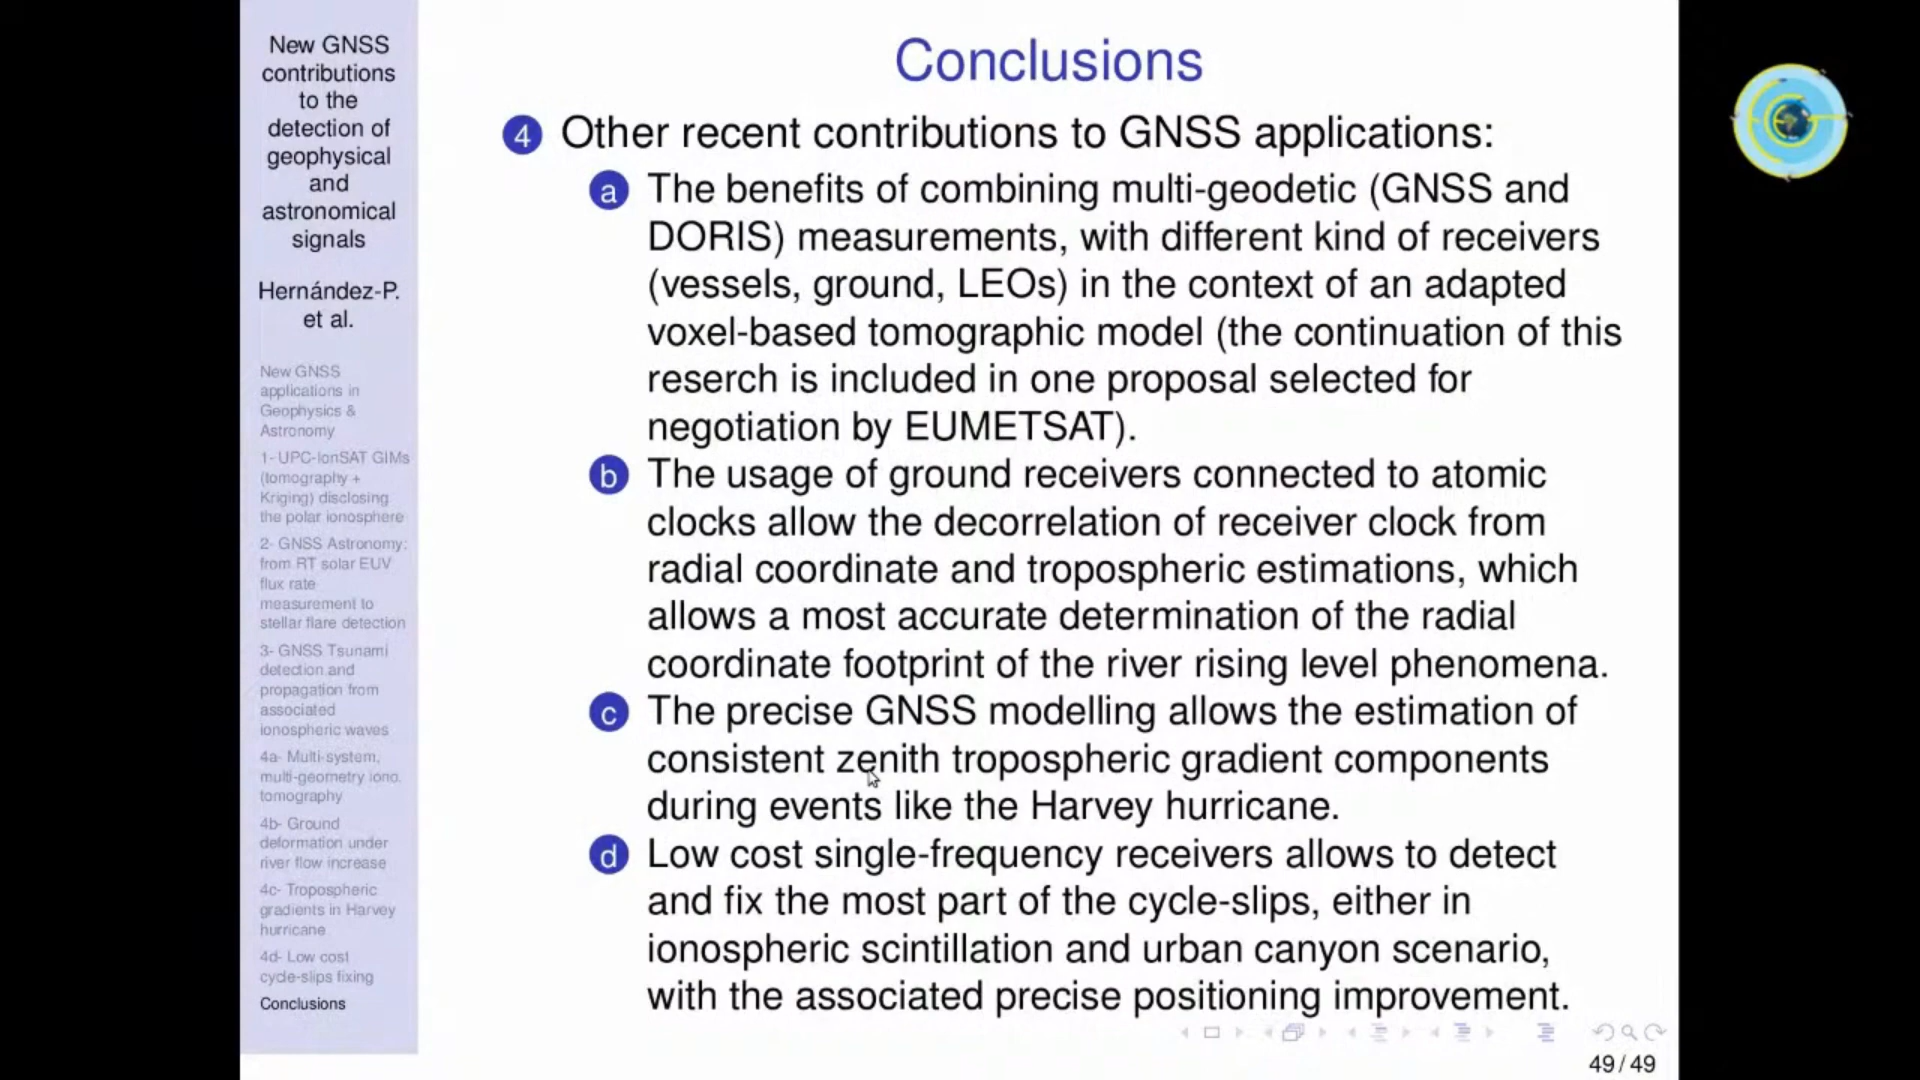 New GNSS
contributions
to the
detection of
geophysical
and
astronomical
signals
Hernández-P.
et al.
New GNSS
applications in
Geophysics &
Astronomy
1- UPC-IonSAT GIMs
(tomography +
Kriging) disclosing
the polar ionosphere
2- GNSS Astronomy:
from RT solar EUV
flux rate
measurement to
stellar flare detection
3- GNSS Tsunami
detection and
propagation from
associated
ionospheric waves
4a- Multi-system,
multi-geometry iono.
tomography
4b- Ground
deformation under
river flow increase
4c- Tropospheric
gradients in Harvey
hurricane
4d- Low cost
cycle-slips fixing
Conclusions
Conclusions
4 Other recent contributions to GNSS applications:
a The benefits of combining multi-geodetic (GNSS and
DORIS) measurements, with different kind of receivers
(vessels, ground, LEOs) in the context of an adapted
voxel-based tomographic model (the continuation of this
reserch is included in one proposal selected for
negotiation by EUMETSAT).
b The usage of ground receivers connected to atomic
clocks allow the decorrelation of receiver clock from
radial coordinate and tropospheric estimations, which
allows a most accurate determination of the radial
coordinate footprint of the river rising level phenomena.
c The precise GNSS modelling allows the estimation of
consistent zenith tropospheric gradient components
during events like the Harvey hurricane.
d Low cost single-frequency receivers allows to detect
and fix the most part of the cycle-slips, either in
ionospheric scintillation and urban canyon scenario,
with the associated precise positioning improvement.
49/49